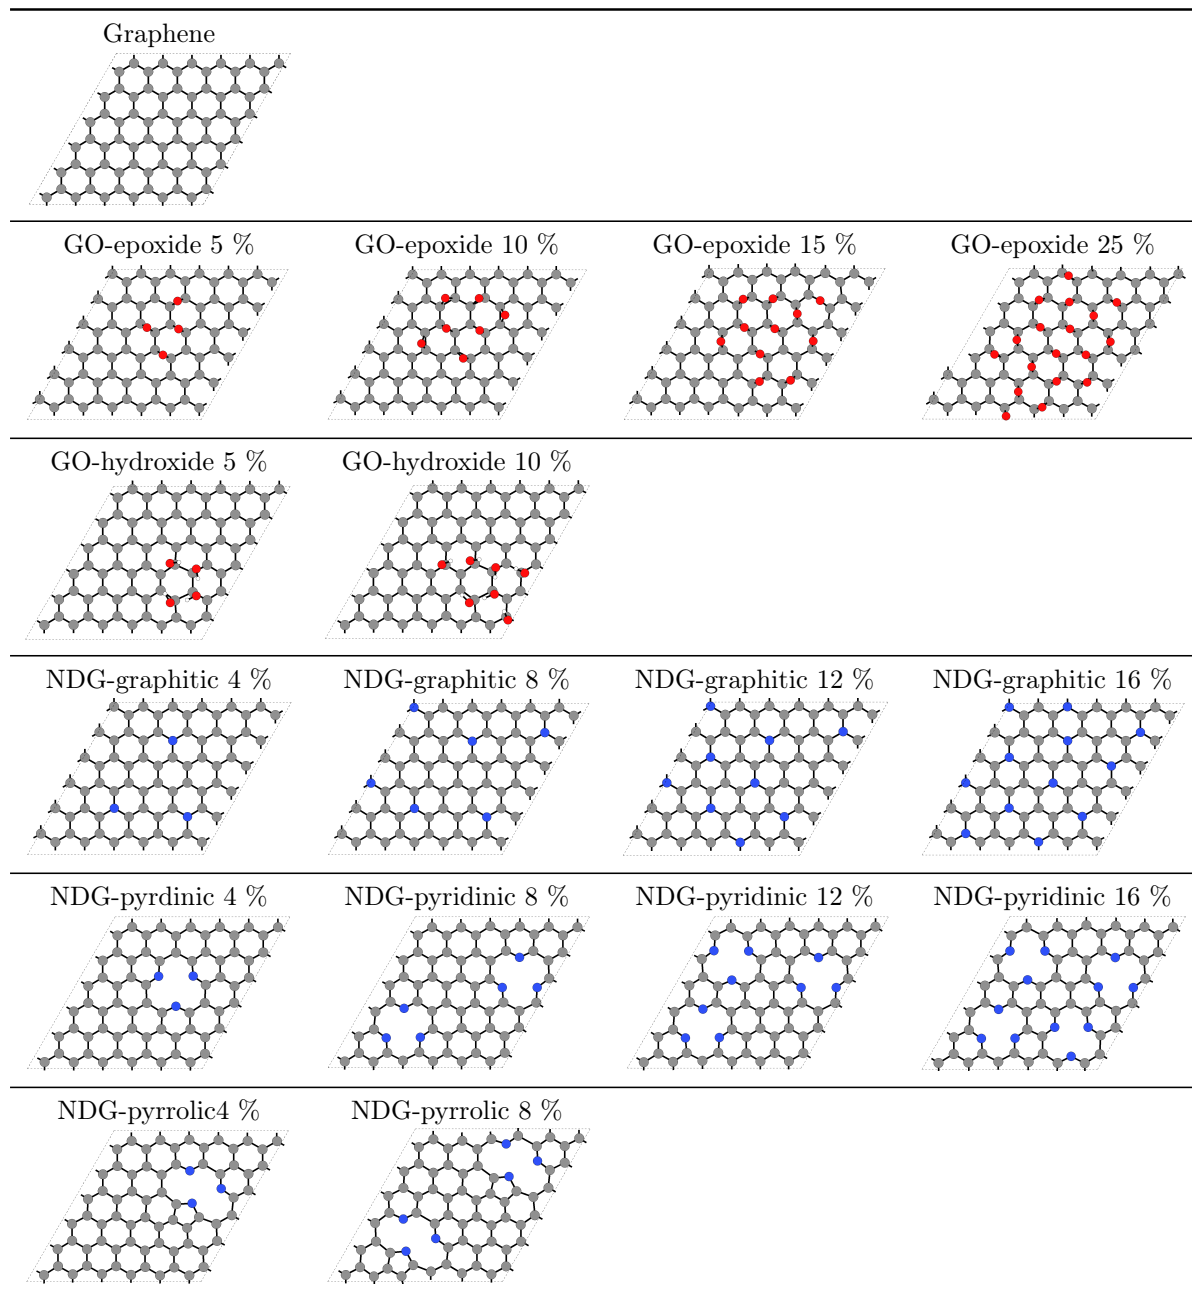 Graphene
GO-epoxide 5 %
GO-epoxide 10 %
GO-epoxide 15 %
GO-epoxide 25 %
GO-hydroxide 5 %
GO-hydroxide 10 %
NDG-graphitic 4 %
NDG-graphitic 8 %
NDG-graphitic 12 %
NDG-graphitic 16 %
NDG-pyrdinic 4 %
NDG-pyridinic 8 %
NDG-pyridinic 12 %
NDG-pyridinic 16 %
NDG-pyrrolic4 %
NDG-pyrrolic 8 %